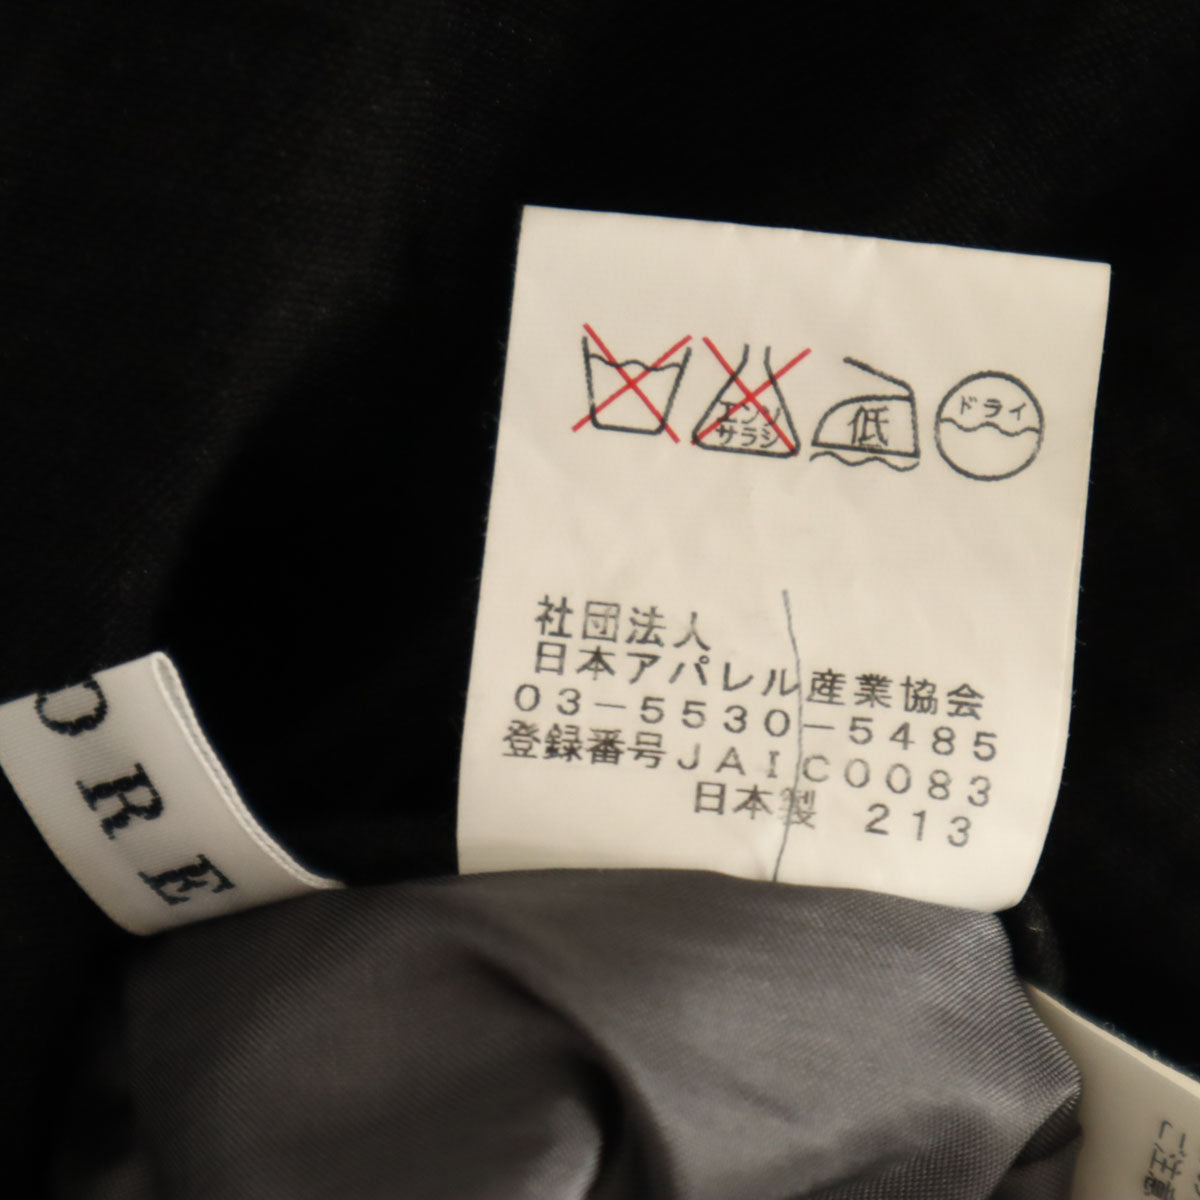 エンソ
サラシ
低
ドライ
社団法人
日本アパレル産業協会
03-5530-5485
登録番号JAIC0083
日本製 213
ORE